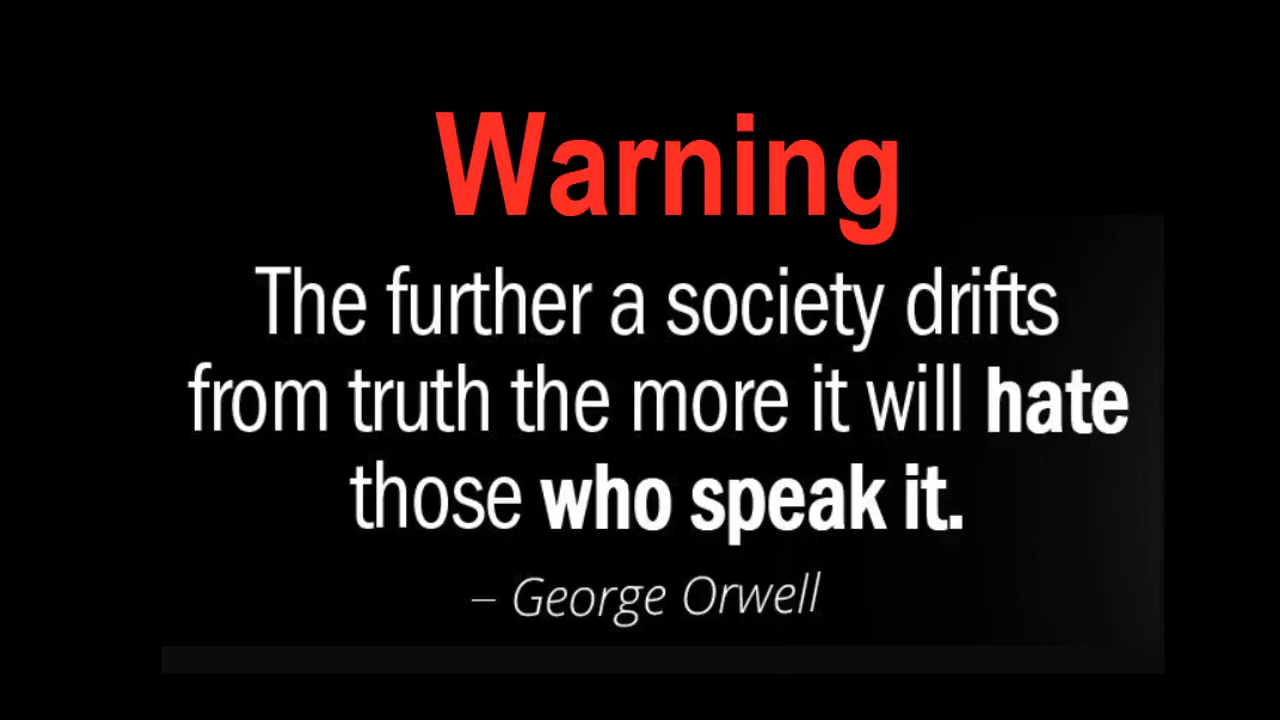 Warning
The further a society drifts
from truth the more it will hate
those who speak it.
– George Orwell